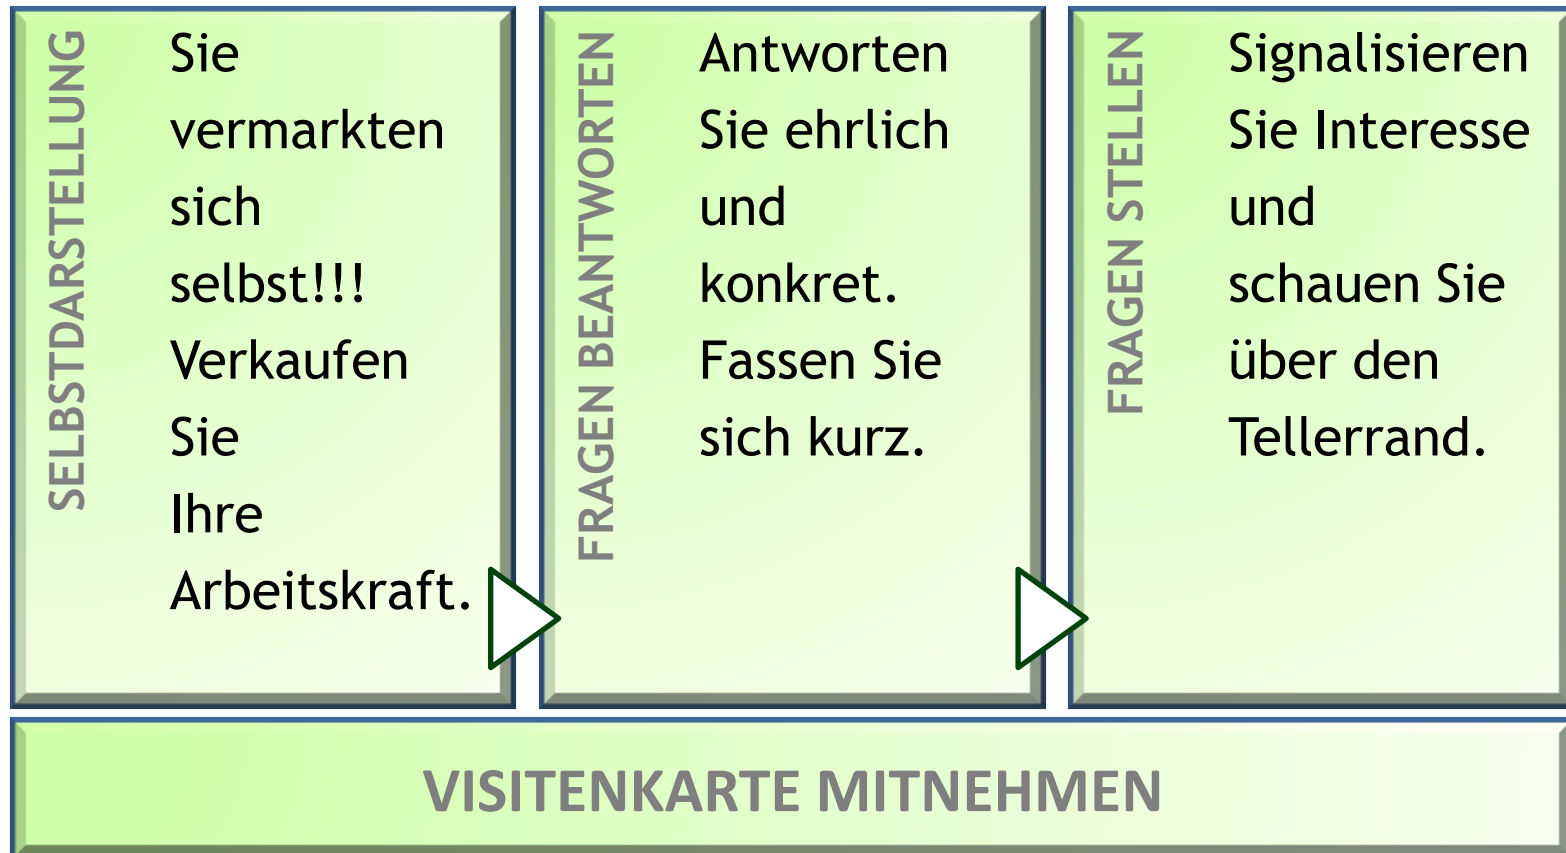 SELBSTDARSTELLLUNG
Sie
vermarkten
sich
selbst!!!
Verkaufen
Sie
Ihre
Arbeitskraft.
FRAGEN BEANTWORTEN
Antworten
Sie ehrlich
und
konkret.
Fassen Sie
sich kurz.
FRAGEN STELLEN
Signalisieren
Sie Interesse
und
schauen Sie
über den
Tellerrand.
VISITENKARTE MITNEHMEN